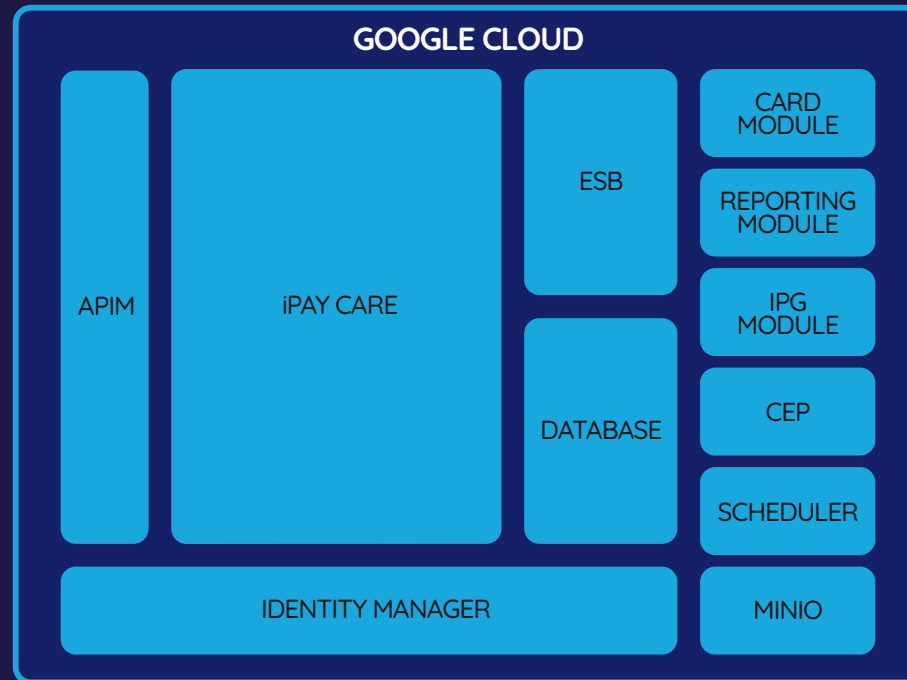 GOOGLE CLOUD
APIM
iPAY CARE
ESB
DATABASE
CARD
MODULE
REPORTING
MODULE
IPG
MODULE
CEP
SCHEDULER
IDENTITY MANAGER
MINIO